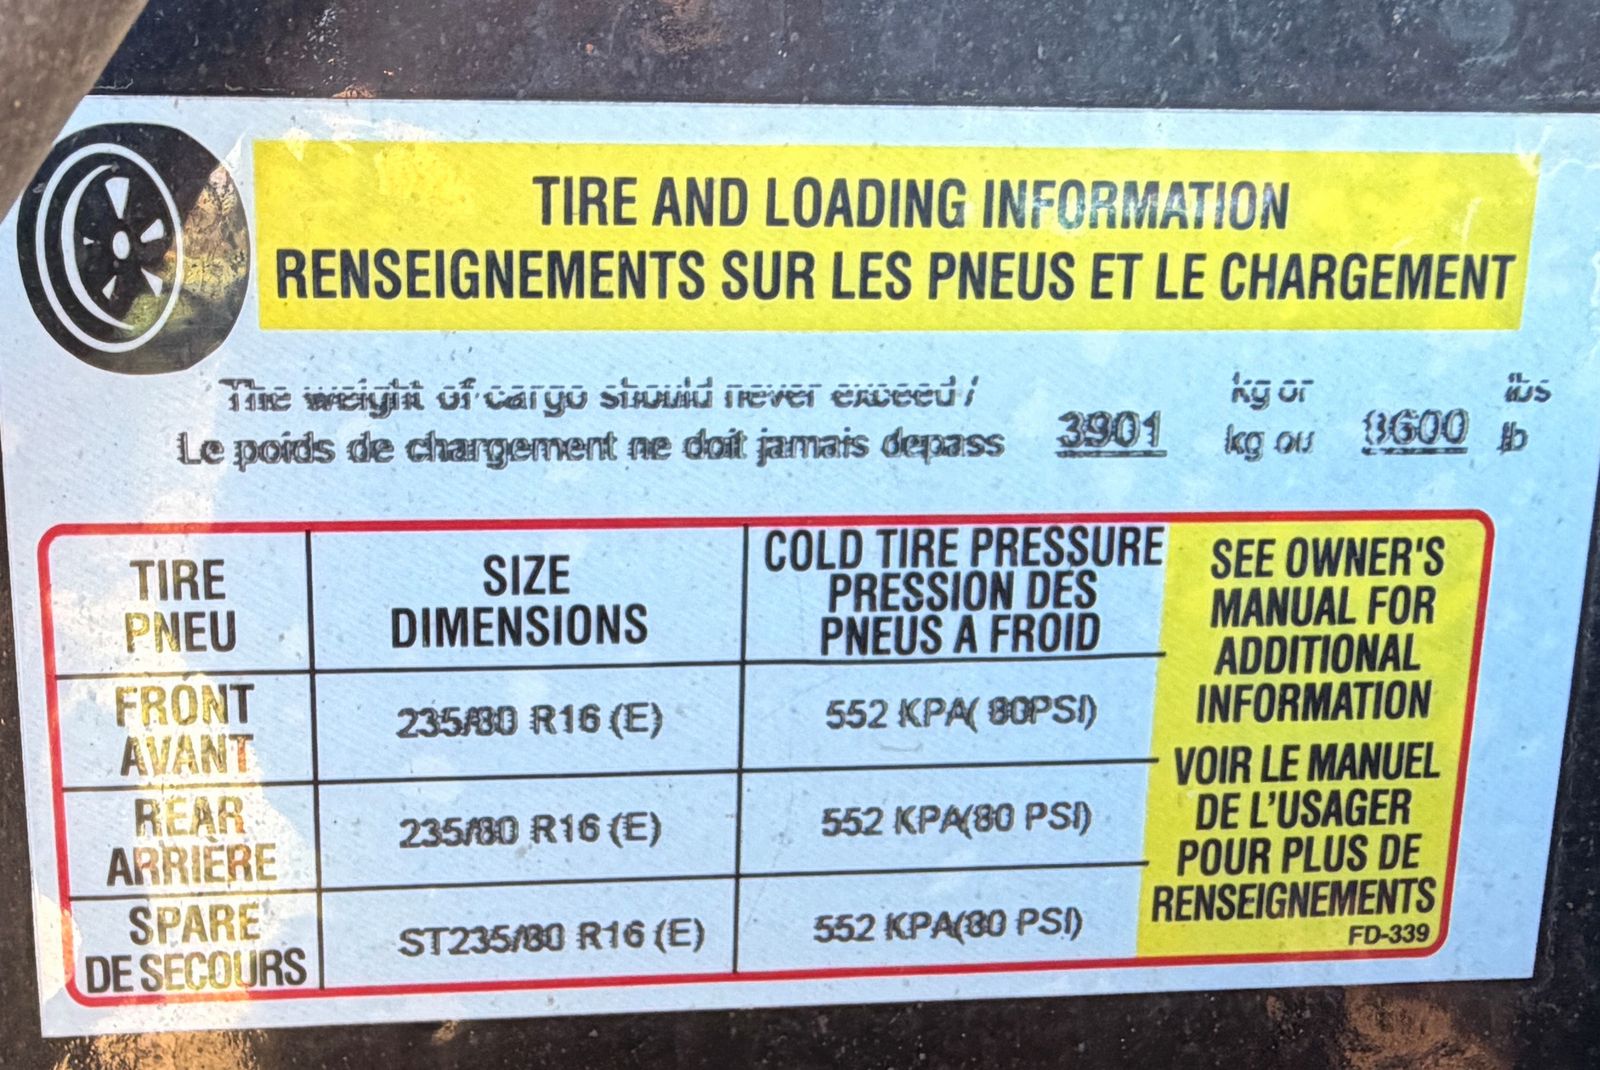 TIRE AND LOADING INFORMATION
RENSEIGNEMENTS SUR LES PNEUS ET LE CHARGEMENT
The weight of cargo should never exceed / kg or lbs
Le poids de chargement ne doit jamais depass 3901 kg ou 8600 lb
TIRE
PNEU
SIZE
DIMENSIONS
COLD TIRE PRESSURE
PRESSION DES
PNEUS A FROID
FRONT
AVANT
235/80 R16 (E)
552 KPA( 80PSI)
REAR
ARRIÈRE
235/80 R16 (E)
552 KPA(80 PSI)
SPARE
DE SECOURS
ST235/80 R16 (E)
552 KPA(80 PSI)
SEE OWNER'S
MANUAL FOR
ADDITIONAL
INFORMATION
VOIR LE MANUEL
DE L'USAGER
POUR PLUS DE
RENSEIGNEMENTS
FD-339